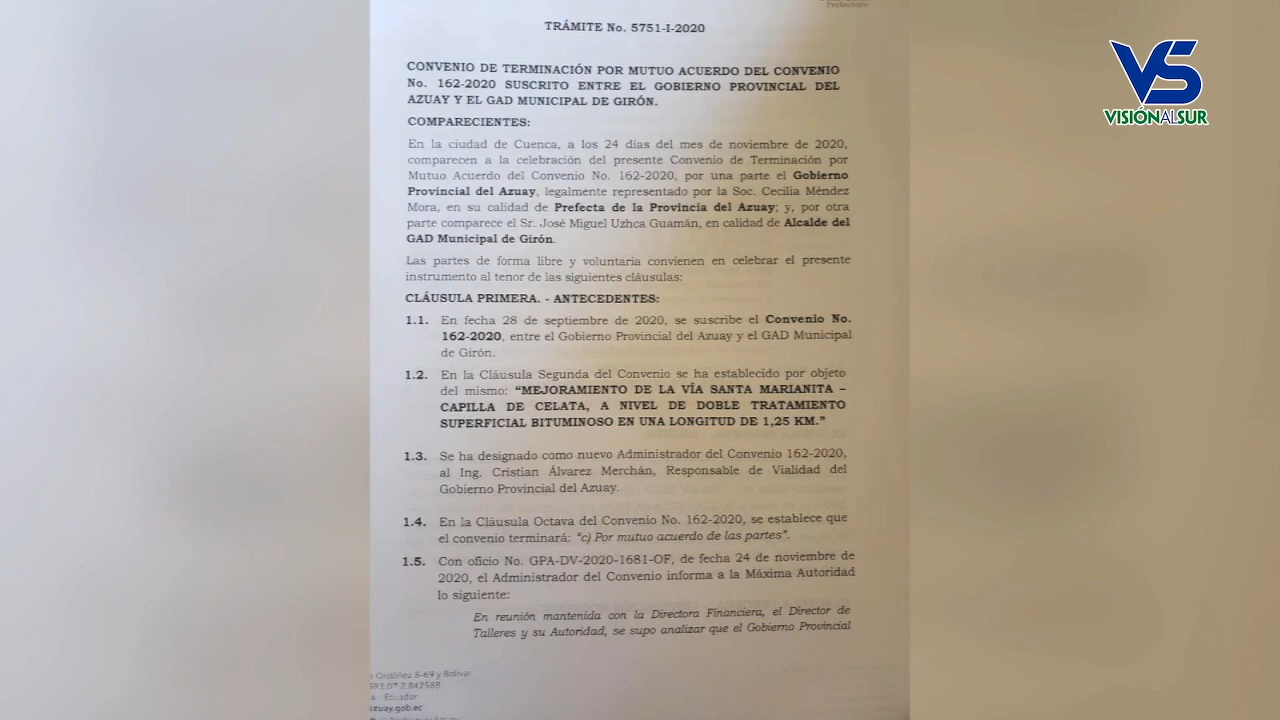 Prefectura
VS
VISIÓNALSUR
TRÁMITE No. 5751-I-2020
CONVENIO DE TERMINACIÓN POR MUTUO ACUERDO DEL CONVENIO
No. 162-2020 SUSCRITO ENTRE EL GOBIERNO PROVINCIAL DEL
AZUAY Y EL GAD MUNICIPAL DE GIRÓN.
COMPARECIENTES:
En la ciudad de Cuenca, a los 24 días del mes de noviembre de 2020,
comparecen a la celebración del presente Convenio de Terminación por
Mutuo Acuerdo del Convenio No. 162-2020, por una parte el Gobierno
Provincial del Azuay, legalmente representado por la Soc. Cecilia Méndez
Mora, en su calidad de Prefecta de la Provincia del Azuay; y, por otra
parte comparece el Sr. José Miguel Uzhca Guamán, en calidad de Alcalde del
GAD Municipal de Girón.
Las partes de forma libre y voluntaria convienen en celebrar el presente
instrumento al tenor de las siguientes cláusulas:
CLÁUSULA PRIMERA. - ANTECEDENTES:
1.1. En fecha 28 de septiembre de 2020, se suscribe el Convenio No.
162-2020, entre el Gobierno Provincial del Azuay y el GAD Municipal
de Girón.
1.2. En la Cláusula Segunda del Convenio se ha establecido por objeto
del mismo: “MEJORAMIENTO DE LA VÍA SANTA MARIANITA –
CAPILLA DE CELATA, A NIVEL DE DOBLE TRATAMIENTO
SUPERFICIAL BITUMINOSO EN UNA LONGITUD DE 1,25 KM.”
1.3. Se ha designado como nuevo Administrador del Convenio 162-2020,
al Ing. Cristian Álvarez Merchán, Responsable de Vialidad del
Gobierno Provincial del Azuay.
1.4. En la Cláusula Octava del Convenio No. 162-2020, se establece que
el convenio terminará: “c) Por mutuo acuerdo de las partes”.
1.5. Con oficio No. GPA-DV-2020-1681-OF, de fecha 24 de noviembre de
2020, el Administrador del Convenio informa a la Máxima Autoridad
lo siguiente:
En reunión mantenida con la Directora Financiera, el Director de
Talleres y su Autoridad, se supo analizar que el Gobierno Provincial
Ordóñez 8-69 y Bolívar
593 07 2 842588
Ecuador
azuay.gob.ec